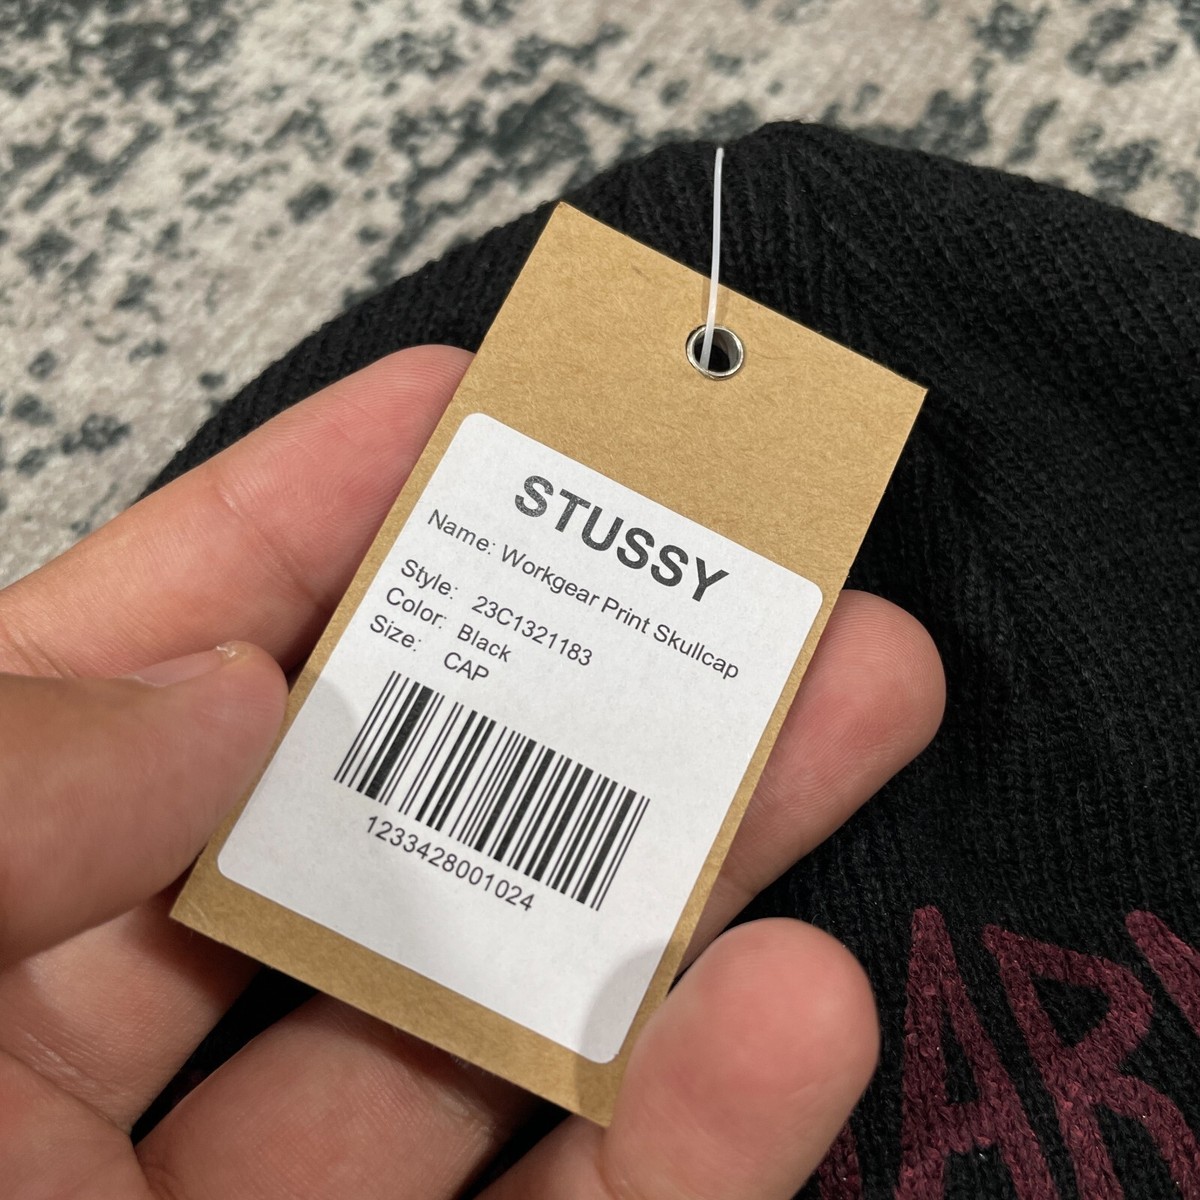 STUSSY
Name: Workgear Print Skullcap
Style: 23C1321183
Color: Black
Size: CAP
1233428001024